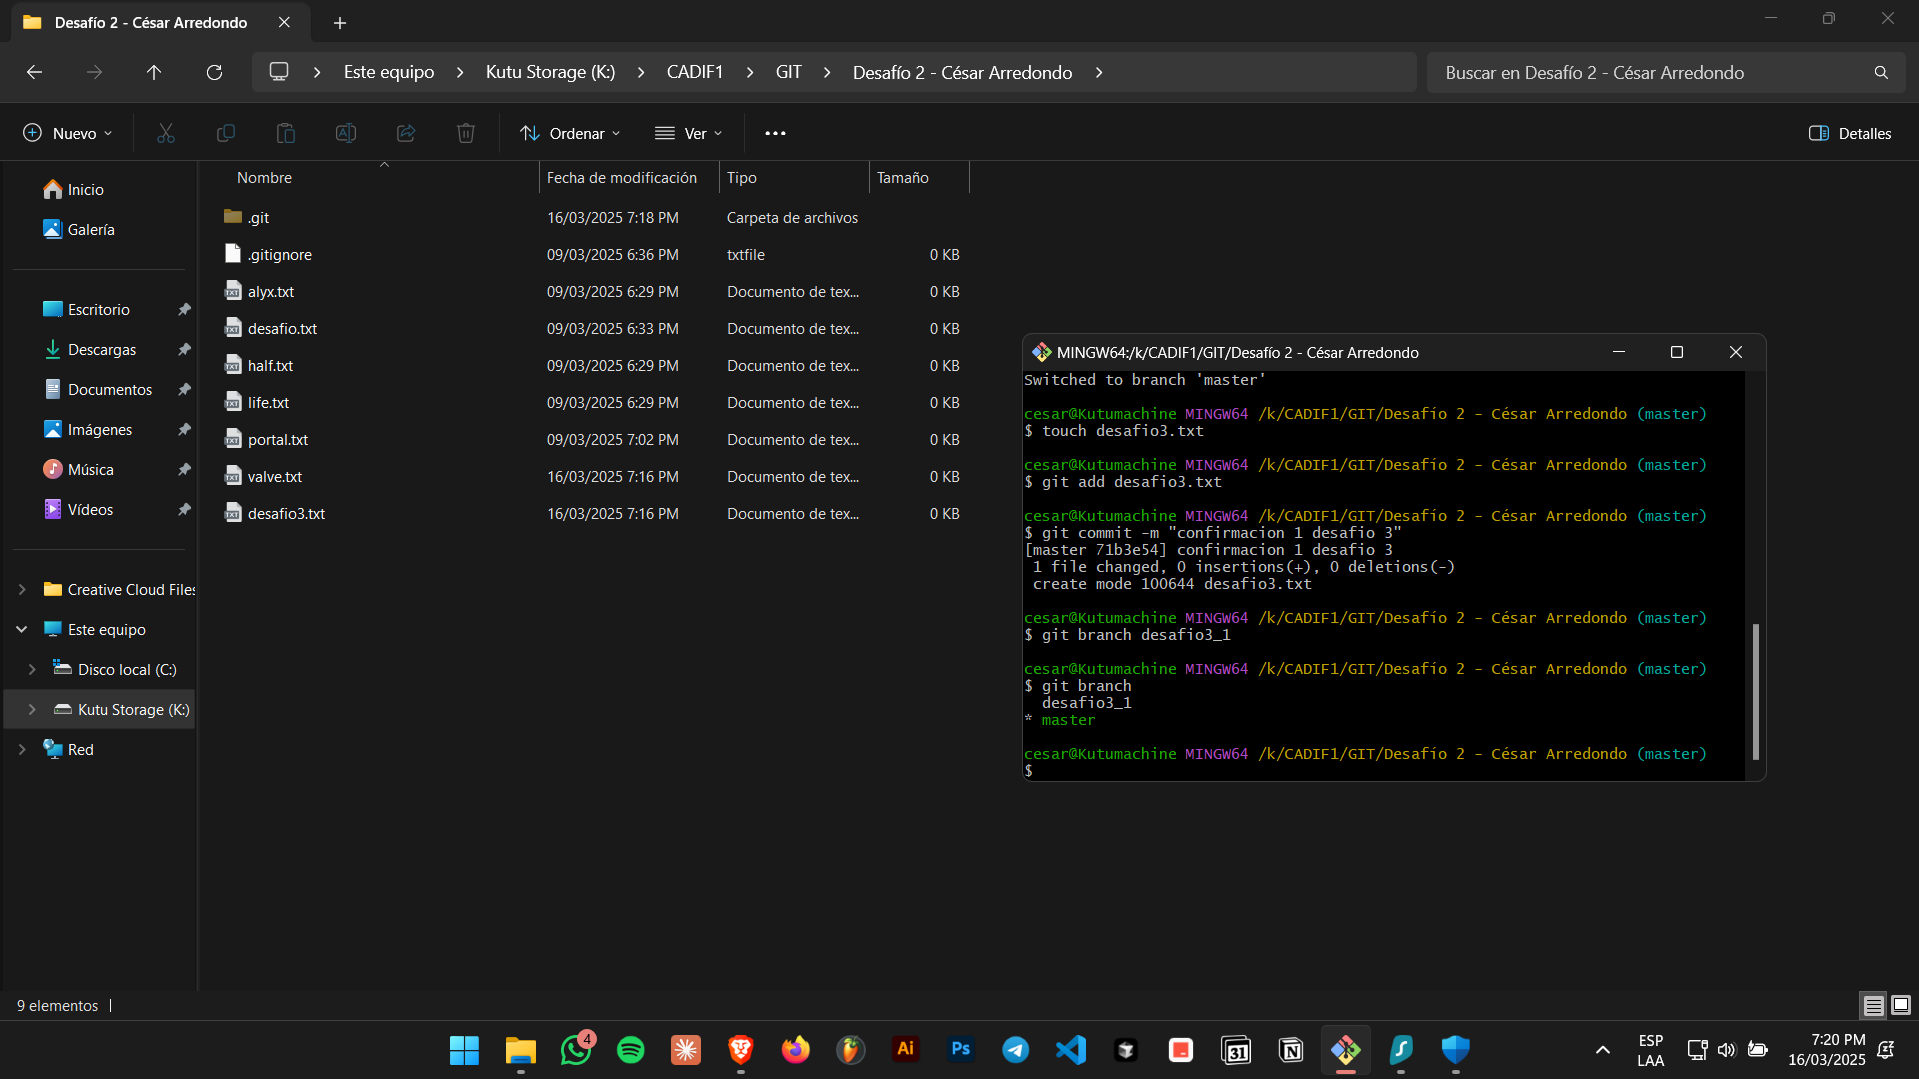 Desafío 2 - César Arredondo
Este equipo
Kutu Storage (K:)
CADIF1
GIT
Desafío 2 - César Arredondo
Buscar en Desafío 2 - César Arredondo
Nuevo
Ordenar
Ver
Detalles
Nombre
Fecha de modificación
Tipo
Tamaño
.git 16/03/2025 7:18 PM Carpeta de archivos
.gitignore 09/03/2025 6:36 PM txtfile 0 KB
alyx.txt 09/03/2025 6:29 PM Documento de tex... 0 KB
desafio.txt 09/03/2025 6:33 PM Documento de tex... 0 KB
half.txt 09/03/2025 6:29 PM Documento de tex... 0 KB
life.txt 09/03/2025 6:29 PM Documento de tex... 0 KB
portal.txt 09/03/2025 7:02 PM Documento de tex... 0 KB
valve.txt 16/03/2025 7:16 PM Documento de tex... 0 KB
desafio3.txt 16/03/2025 7:16 PM Documento de tex... 0 KB
Inicio
Galería
Escritorio
Descargas
Documentos
Imágenes
Música
Vídeos
Creative Cloud Files
Este equipo
Disco local (C:)
Kutu Storage (K:)
Red
MINGW64:/k/CADIF1/GIT/Desafío 2 - César Arredondo
Switched to branch 'master'
cesar@Kutumachine MINGW64 /k/CADIF1/GIT/Desafío 2 - César Arredondo (master)
$ touch desafio3.txt
cesar@Kutumachine MINGW64 /k/CADIF1/GIT/Desafío 2 - César Arredondo (master)
$ git add desafio3.txt
cesar@Kutumachine MINGW64 /k/CADIF1/GIT/Desafío 2 - César Arredondo (master)
$ git commit -m "confirmacion 1 desafio 3"
[master 71b3e54] confirmacion 1 desafio 3
1 file changed, 0 insertions(+), 0 deletions(-)
create mode 100644 desafio3.txt
cesar@Kutumachine MINGW64 /k/CADIF1/GIT/Desafío 2 - César Arredondo (master)
$ git branch desafio3_1
cesar@Kutumachine MINGW64 /k/CADIF1/GIT/Desafío 2 - César Arredondo (master)
$ git branch
desafio3_1
* master
cesar@Kutumachine MINGW64 /k/CADIF1/GIT/Desafío 2 - César Arredondo (master)
$
9 elementos
4
Ai
Ps
31
ESP
LAA
7:20 PM
16/03/2025